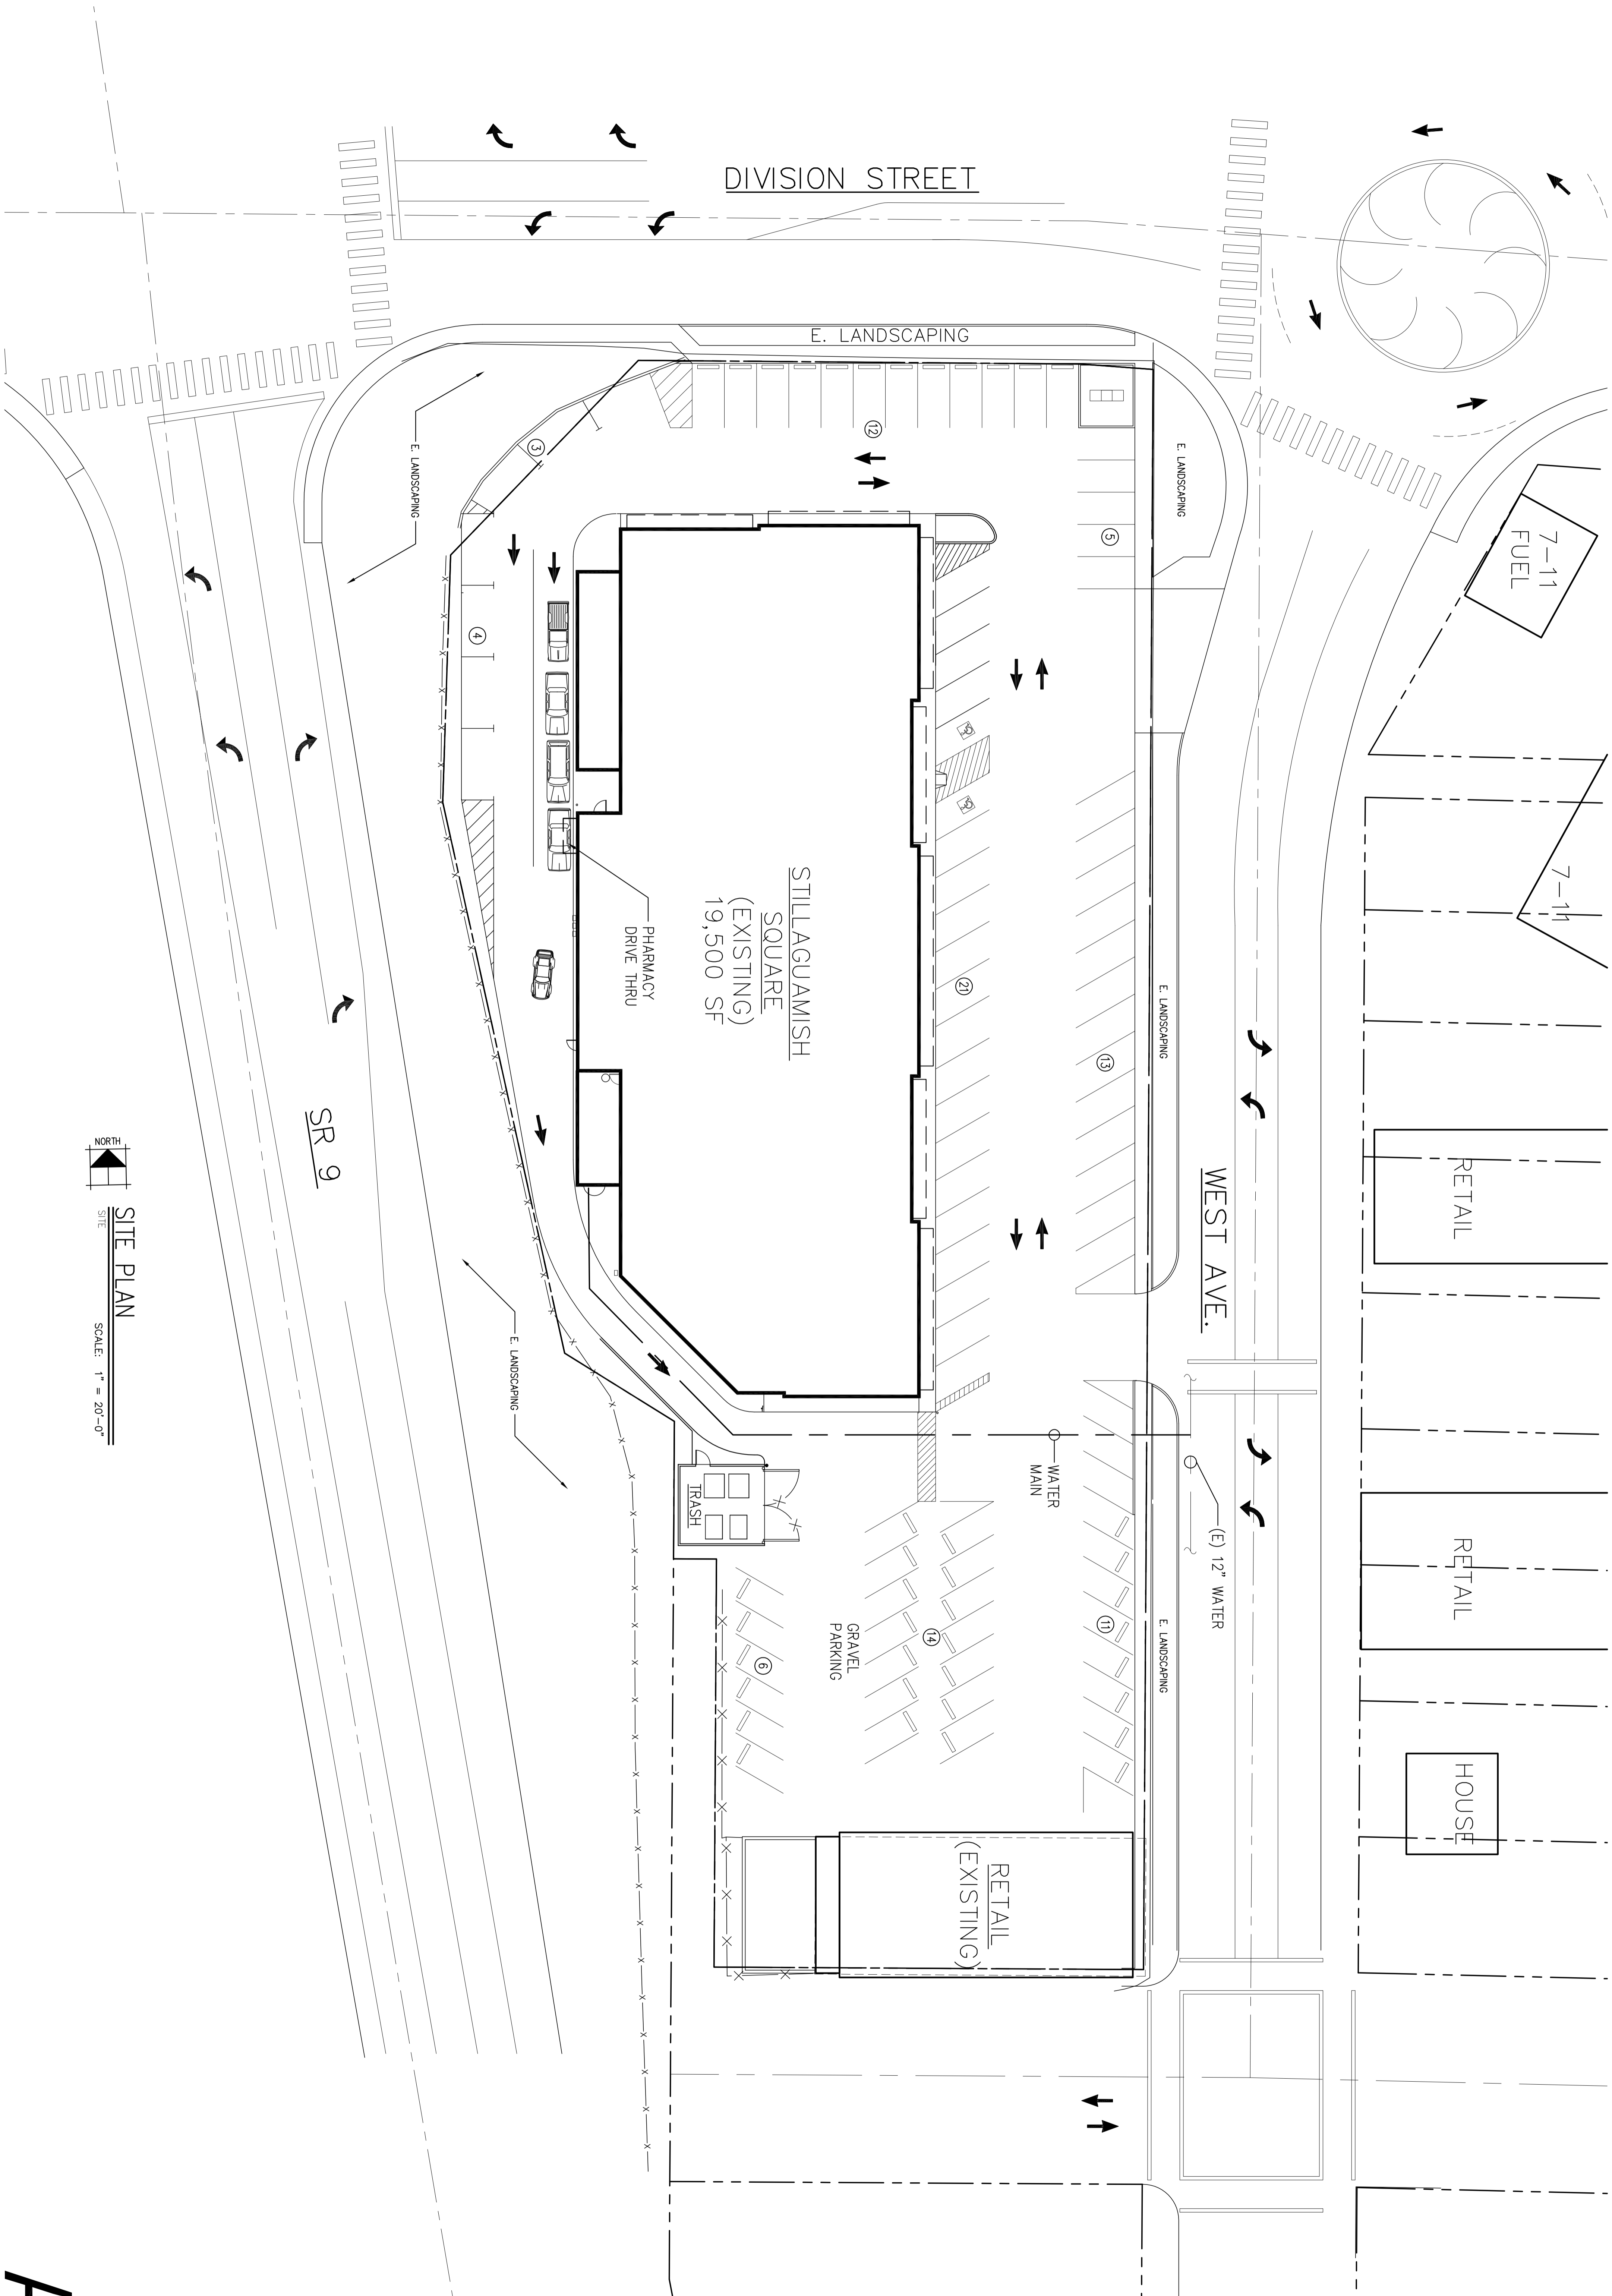 DIVISION STREET
E. LANDSCAPING
12
3
E. LANDSCAPING
E. LANDSCAPING
5
7-11
FUEL
4
7-11
STILLAGUAMISH
SQUARE
(EXISTING)
19,500 SF
PHARMACY
DRIVE THRU
21
13
E. LANDSCAPING
SR 9
WEST AVE.
RETAIL
NORTH
SITE PLAN
SITE
SCALE: 1" = 20'-0"
E. LANDSCAPING
WATER
MAIN
(E) 12" WATER
TRASH
RETAIL
GRAVEL
PARKING
6
14
11
E. LANDSCAPING
HOUSE
RETAIL
(EXISTING)